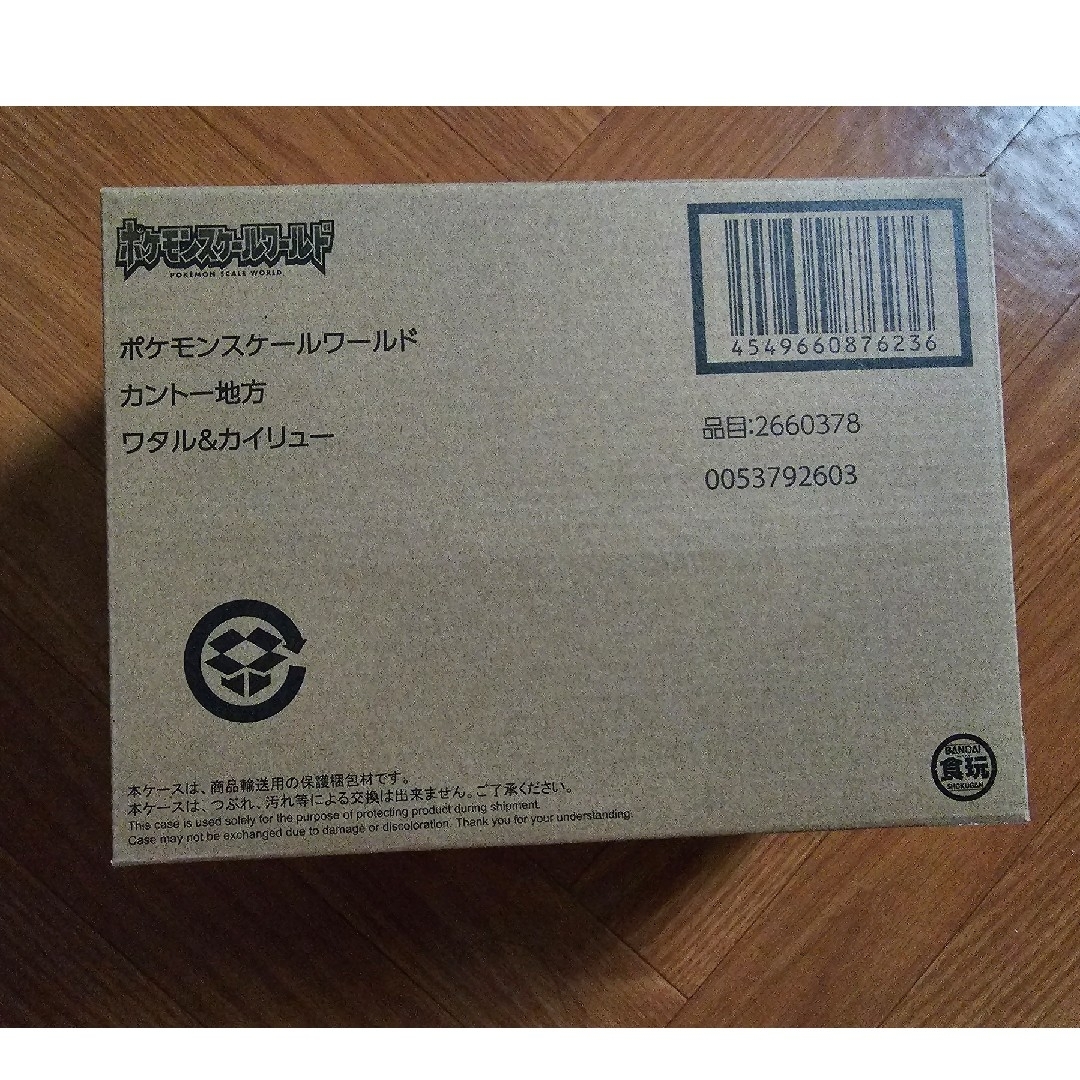 ポケモンスケールワールド
POKÉMON SCALE WORLD
ポケモンスケールワールド
カントー地方
ワタル&カイリュー
4549660876236
品目:2660378
0053792603
本ケースは、商品輸送用の保護梱包材です。
本ケースは、つぶれ、汚れ等による交換は出来ません。ご了承ください。
This case is used solely for the purpose of protecting product during shipment.
Case may not be exchanged due to damage or discoloration. Thank you for your understanding.
BANDAI
食玩
SHOKUGAN